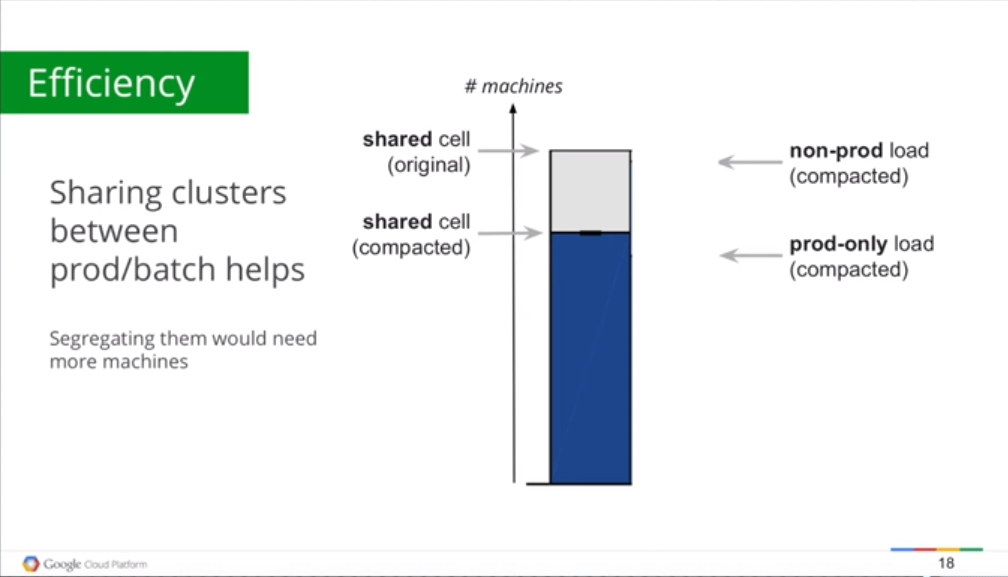 Efficiency
Sharing clusters
between
prod/batch helps
Segregating them would need
more machines
# machines
shared cell
(original)
shared cell
(compacted)
non-prod load
(compacted)
prod-only load
(compacted)
Google Cloud Platform
18